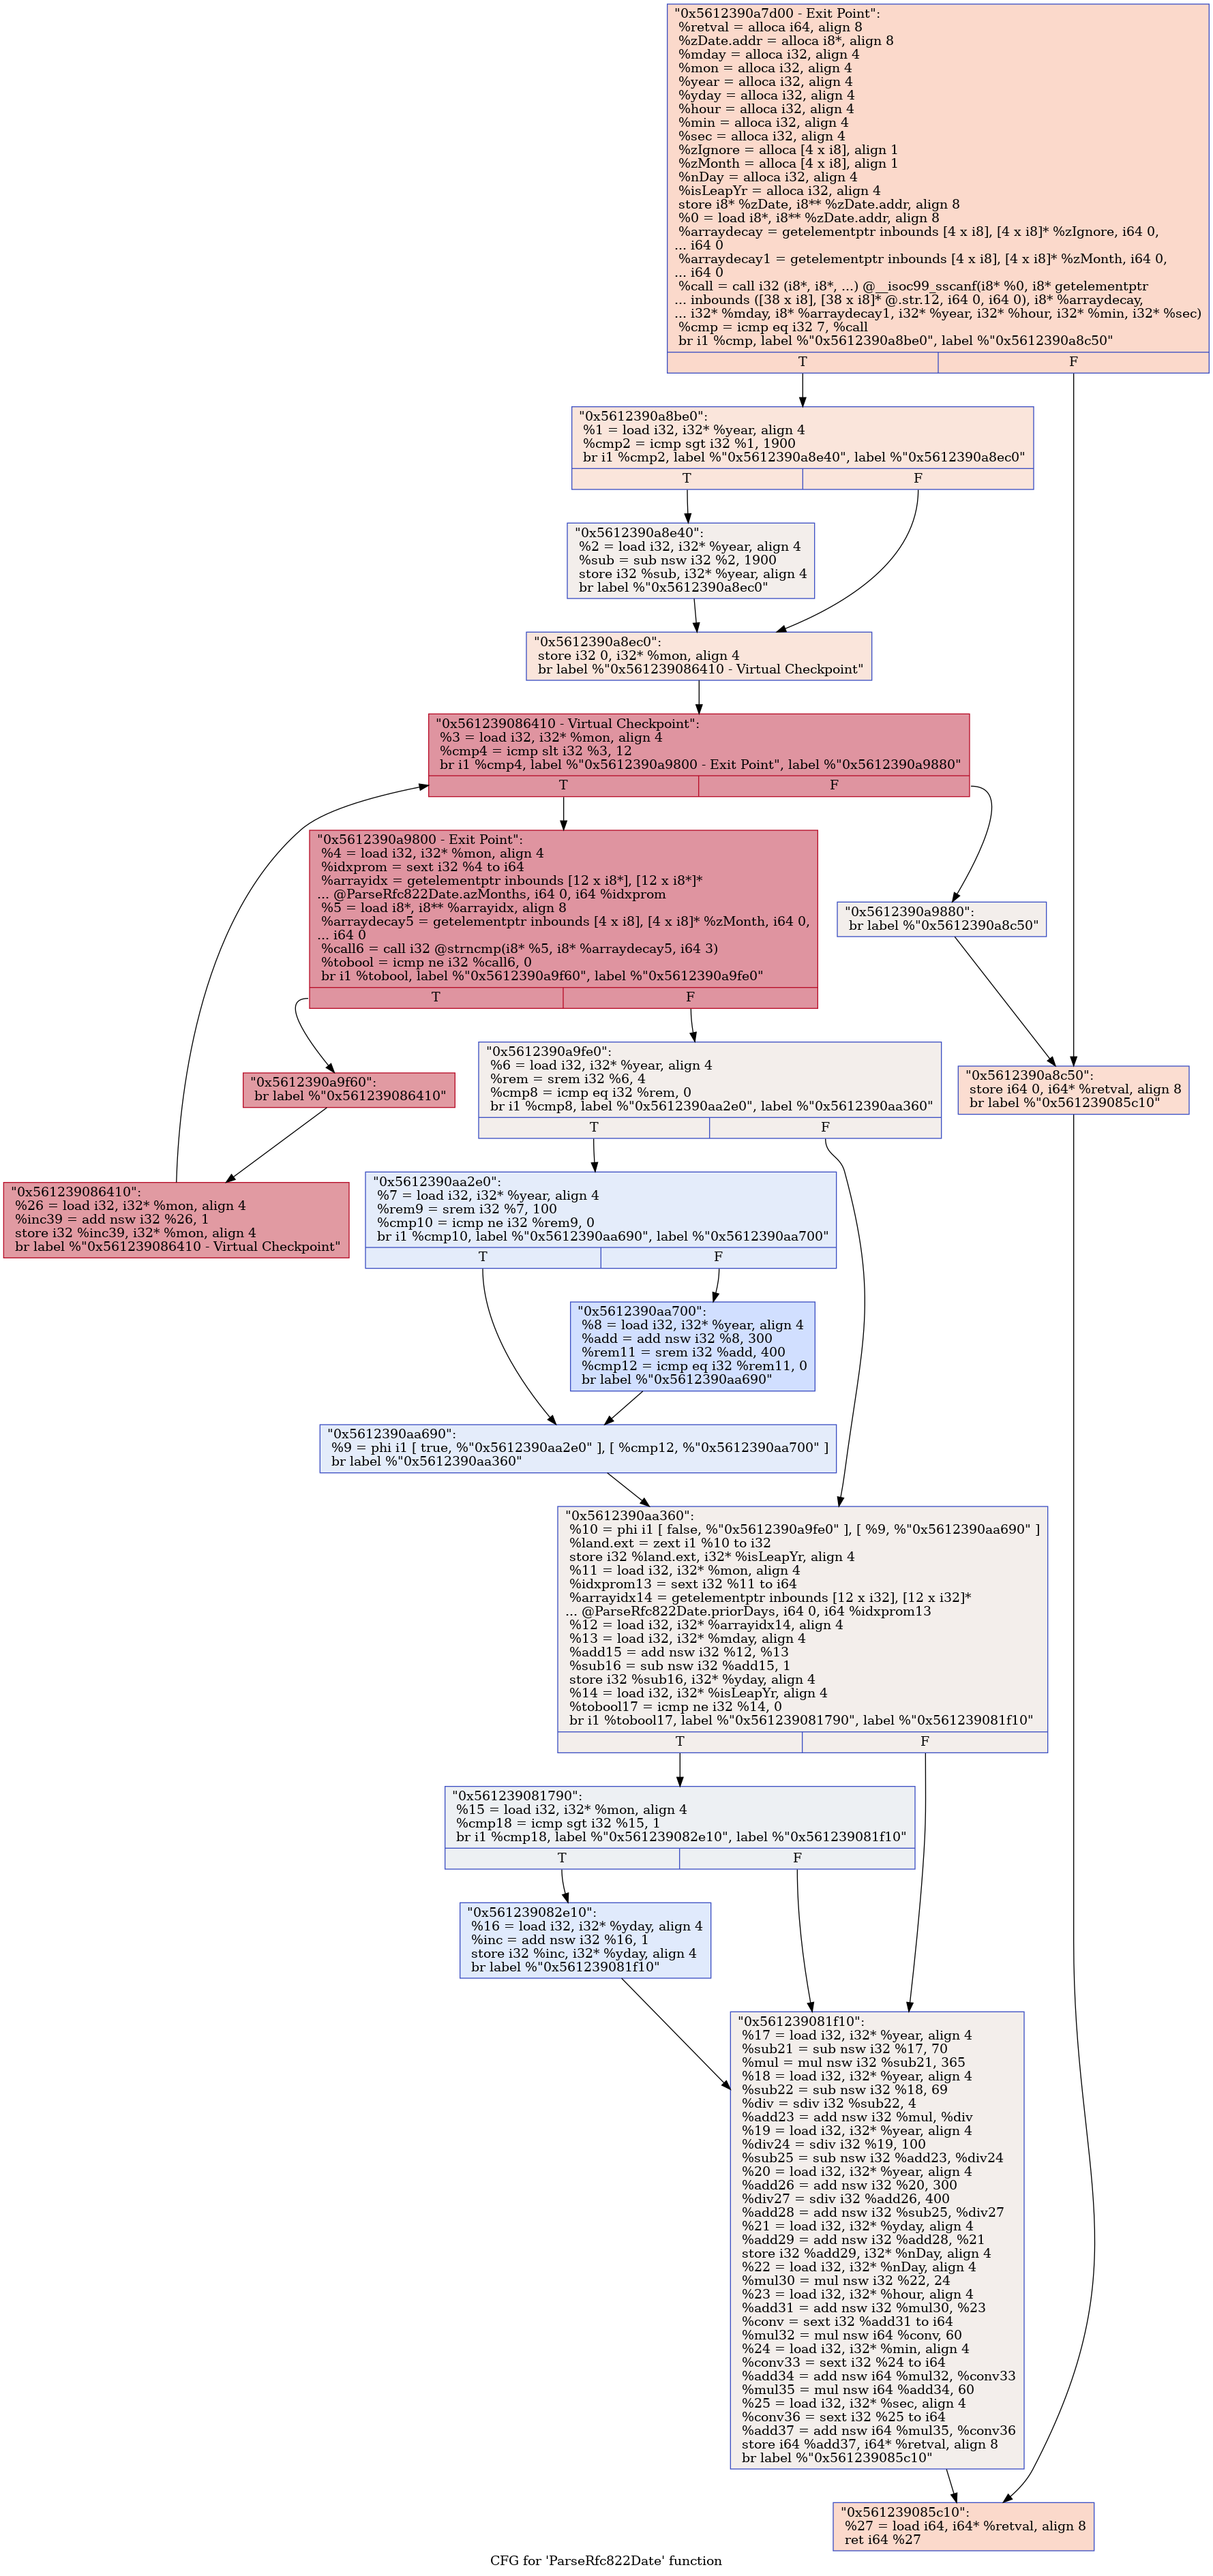 "0x5612390a7d00 - Exit Point":
%retval = alloca i64, align 8
%zDate.addr = alloca i8*, align 8
%mday = alloca i32, align 4
%mon = alloca i32, align 4
%year = alloca i32, align 4
%yday = alloca i32, align 4
%hour = alloca i32, align 4
%min = alloca i32, align 4
%sec = alloca i32, align 4
%zIgnore = alloca [4 x i8], align 1
%zMonth = alloca [4 x i8], align 1
%nDay = alloca i32, align 4
%isLeapYr = alloca i32, align 4
store i8* %zDate, i8** %zDate.addr, align 8
%0 = load i8*, i8** %zDate.addr, align 8
%arraydecay = getelementptr inbounds [4 x i8], [4 x i8]* %zIgnore, i64 0,
... i64 0
%arraydecay1 = getelementptr inbounds [4 x i8], [4 x i8]* %zMonth, i64 0,
... i64 0
%call = call i32 (i8*, i8*, ...) @__isoc99_sscanf(i8* %0, i8* getelementptr
... inbounds ([38 x i8], [38 x i8]* @.str.12, i64 0, i64 0), i8* %arraydecay,
... i32* %mday, i8* %arraydecay1, i32* %year, i32* %hour, i32* %min, i32* %sec)
%cmp = icmp eq i32 7, %call
br i1 %cmp, label %"0x5612390a8be0", label %"0x5612390a8c50"
T F
"0x5612390a8be0":
%1 = load i32, i32* %year, align 4
%cmp2 = icmp sgt i32 %1, 1900
br i1 %cmp2, label %"0x5612390a8e40", label %"0x5612390a8ec0"
T F
"0x5612390a8e40":
%2 = load i32, i32* %year, align 4
%sub = sub nsw i32 %2, 1900
store i32 %sub, i32* %year, align 4
br label %"0x5612390a8ec0"
"0x5612390a8ec0":
store i32 0, i32* %mon, align 4
br label %"0x561239086410 - Virtual Checkpoint"
"0x561239086410 - Virtual Checkpoint":
%3 = load i32, i32* %mon, align 4
%cmp4 = icmp slt i32 %3, 12
br i1 %cmp4, label %"0x5612390a9800 - Exit Point", label %"0x5612390a9880"
T F
"0x5612390a9800 - Exit Point":
%4 = load i32, i32* %mon, align 4
%idxprom = sext i32 %4 to i64
%arrayidx = getelementptr inbounds [12 x i8*], [12 x i8*]*
... @ParseRfc822Date.azMonths, i64 0, i64 %idxprom
%5 = load i8*, i8** %arrayidx, align 8
%arraydecay5 = getelementptr inbounds [4 x i8], [4 x i8]* %zMonth, i64 0,
... i64 0
%call6 = call i32 @strncmp(i8* %5, i8* %arraydecay5, i64 3)
%tobool = icmp ne i32 %call6, 0
br i1 %tobool, label %"0x5612390a9f60", label %"0x5612390a9fe0"
T F
"0x5612390a9880":
br label %"0x5612390a8c50"
"0x5612390a9fe0":
%6 = load i32, i32* %year, align 4
%rem = srem i32 %6, 4
%cmp8 = icmp eq i32 %rem, 0
br i1 %cmp8, label %"0x5612390aa2e0", label %"0x5612390aa360"
T F
"0x5612390a9f60":
br label %"0x561239086410"
"0x5612390a8c50":
store i64 0, i64* %retval, align 8
br label %"0x561239085c10"
"0x561239086410":
%26 = load i32, i32* %mon, align 4
%inc39 = add nsw i32 %26, 1
store i32 %inc39, i32* %mon, align 4
br label %"0x561239086410 - Virtual Checkpoint"
"0x5612390aa2e0":
%7 = load i32, i32* %year, align 4
%rem9 = srem i32 %7, 100
%cmp10 = icmp ne i32 %rem9, 0
br i1 %cmp10, label %"0x5612390aa690", label %"0x5612390aa700"
T F
"0x5612390aa700":
%8 = load i32, i32* %year, align 4
%add = add nsw i32 %8, 300
%rem11 = srem i32 %add, 400
%cmp12 = icmp eq i32 %rem11, 0
br label %"0x5612390aa690"
"0x5612390aa690":
%9 = phi i1 [ true, %"0x5612390aa2e0" ], [ %cmp12, %"0x5612390aa700" ]
br label %"0x5612390aa360"
"0x5612390aa360":
%10 = phi i1 [ false, %"0x5612390a9fe0" ], [ %9, %"0x5612390aa690" ]
%land.ext = zext i1 %10 to i32
store i32 %land.ext, i32* %isLeapYr, align 4
%11 = load i32, i32* %mon, align 4
%idxprom13 = sext i32 %11 to i64
%arrayidx14 = getelementptr inbounds [12 x i32], [12 x i32]*
... @ParseRfc822Date.priorDays, i64 0, i64 %idxprom13
%12 = load i32, i32* %arrayidx14, align 4
%13 = load i32, i32* %mday, align 4
%add15 = add nsw i32 %12, %13
%sub16 = sub nsw i32 %add15, 1
store i32 %sub16, i32* %yday, align 4
%14 = load i32, i32* %isLeapYr, align 4
%tobool17 = icmp ne i32 %14, 0
br i1 %tobool17, label %"0x561239081790", label %"0x561239081f10"
T F
"0x561239081790":
%15 = load i32, i32* %mon, align 4
%cmp18 = icmp sgt i32 %15, 1
br i1 %cmp18, label %"0x561239082e10", label %"0x561239081f10"
T F
"0x561239082e10":
%16 = load i32, i32* %yday, align 4
%inc = add nsw i32 %16, 1
store i32 %inc, i32* %yday, align 4
br label %"0x561239081f10"
"0x561239081f10":
%17 = load i32, i32* %year, align 4
%sub21 = sub nsw i32 %17, 70
%mul = mul nsw i32 %sub21, 365
%18 = load i32, i32* %year, align 4
%sub22 = sub nsw i32 %18, 69
%div = sdiv i32 %sub22, 4
%add23 = add nsw i32 %mul, %div
%19 = load i32, i32* %year, align 4
%div24 = sdiv i32 %19, 100
%sub25 = sub nsw i32 %add23, %div24
%20 = load i32, i32* %year, align 4
%add26 = add nsw i32 %20, 300
%div27 = sdiv i32 %add26, 400
%add28 = add nsw i32 %sub25, %div27
%21 = load i32, i32* %yday, align 4
%add29 = add nsw i32 %add28, %21
store i32 %add29, i32* %nDay, align 4
%22 = load i32, i32* %nDay, align 4
%mul30 = mul nsw i32 %22, 24
%23 = load i32, i32* %hour, align 4
%add31 = add nsw i32 %mul30, %23
%conv = sext i32 %add31 to i64
%mul32 = mul nsw i64 %conv, 60
%24 = load i32, i32* %min, align 4
%conv33 = sext i32 %24 to i64
%add34 = add nsw i64 %mul32, %conv33
%mul35 = mul nsw i64 %add34, 60
%25 = load i32, i32* %sec, align 4
%conv36 = sext i32 %25 to i64
%add37 = add nsw i64 %mul35, %conv36
store i64 %add37, i64* %retval, align 8
br label %"0x561239085c10"
"0x561239085c10":
%27 = load i64, i64* %retval, align 8
ret i64 %27
CFG for 'ParseRfc822Date' function